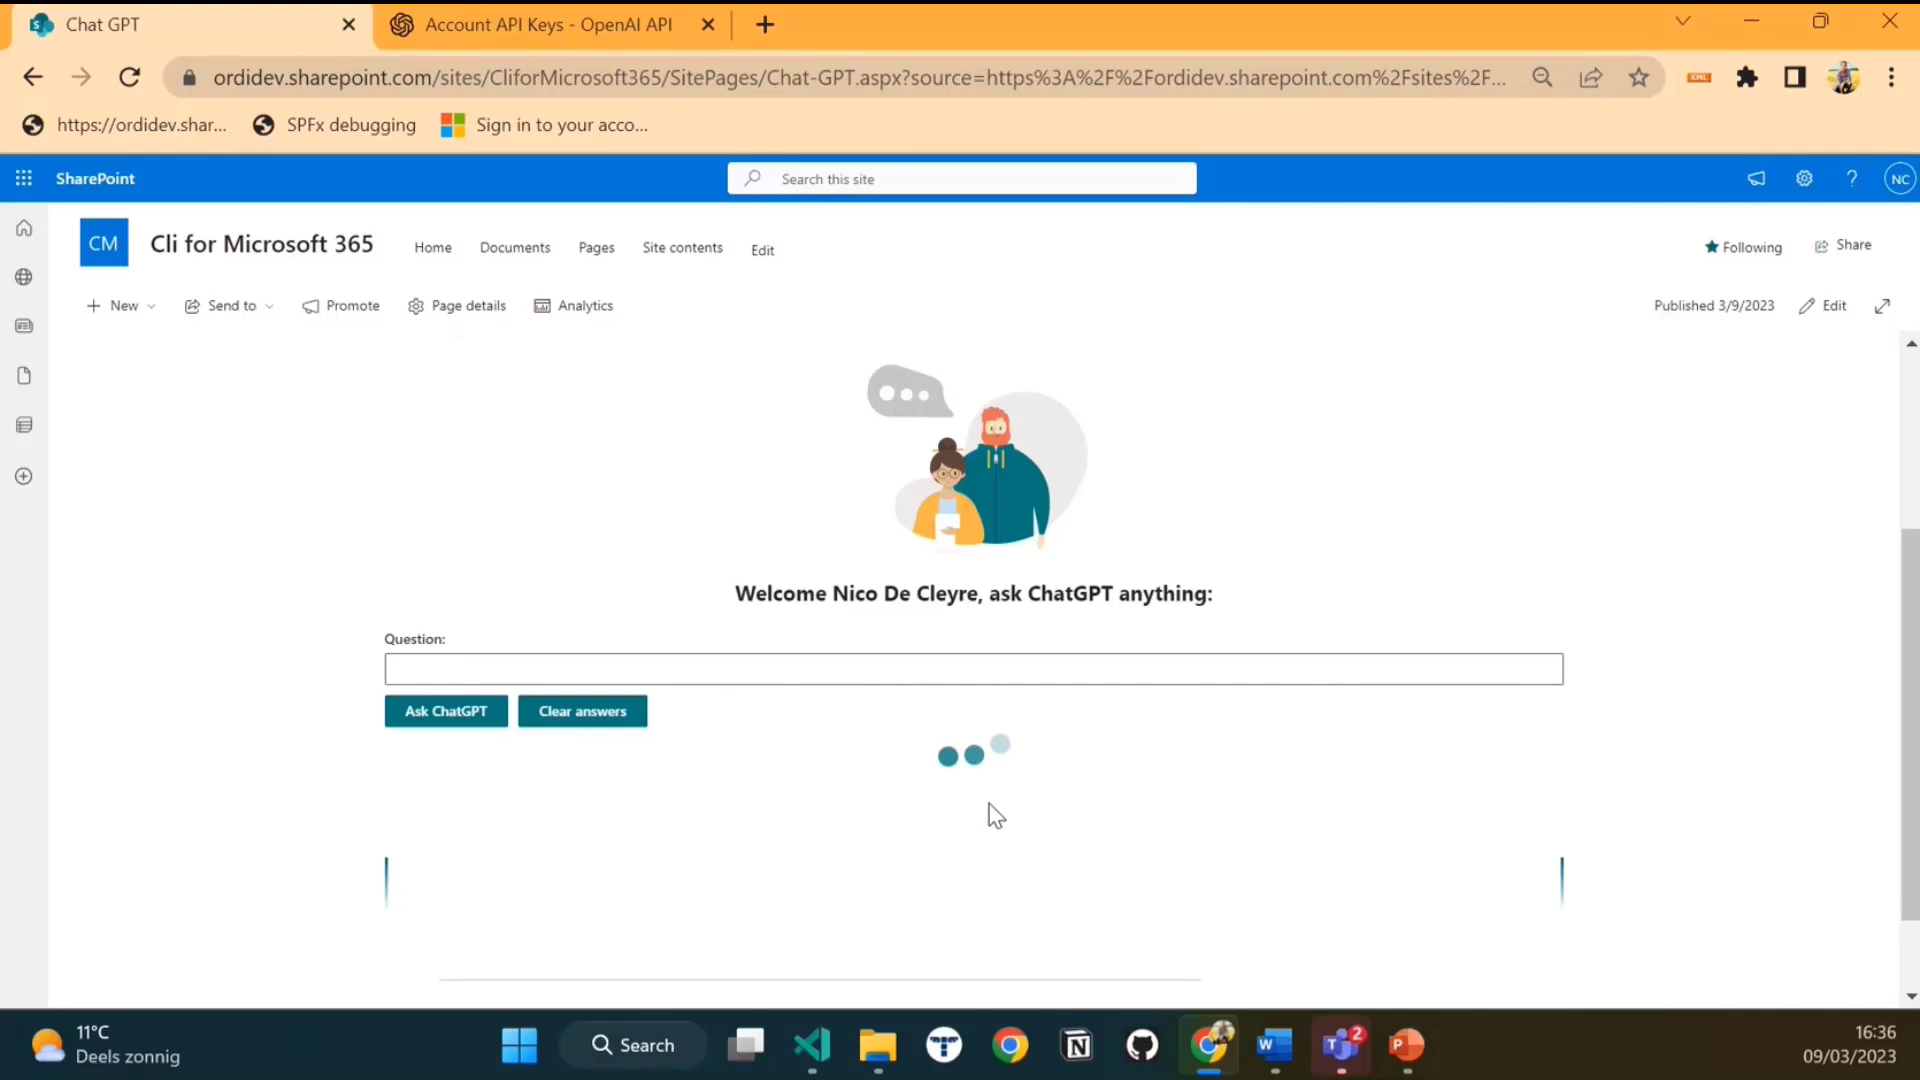 Chat GPT
Account API Keys - OpenAI API
ordidev.sharepoint.com/sites/CliforMicrosoft365/SitePages/Chat-GPT.aspx?source=https%3A%2F%2Fordidev.sharepoint.com%2Fsites%2F...
XML
https://ordidev.shar...
SPFx debugging
Sign in to your acco...
SharePoint
Search this site
?
NC
CM
Cli for Microsoft 365
Home
Documents
Pages
Site contents
Edit
Following
Share
New
Send to
Promote
Page details
Analytics
Published 3/9/2023
Edit
Welcome Nico De Cleyre, ask ChatGPT anything:
Question:
Ask ChatGPT
Clear answers
11°C
Deels zonnig
Search
2
16:36
09/03/2023